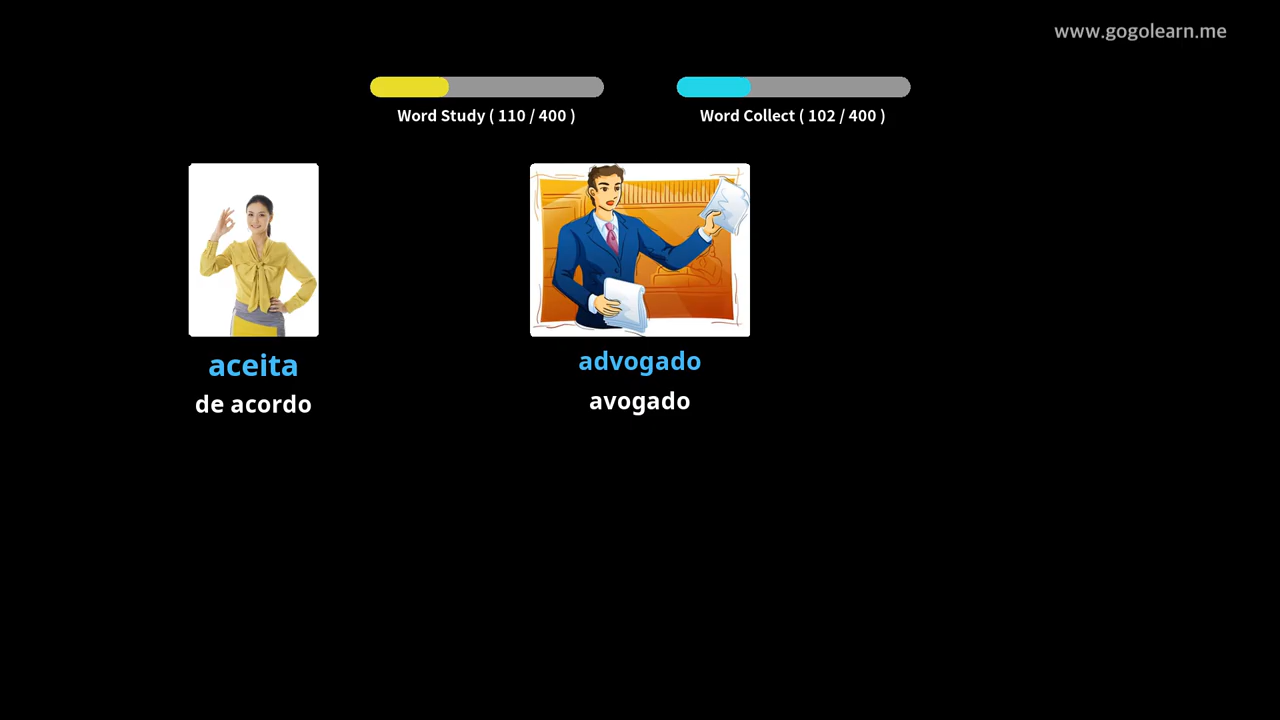 www.gogolearn.me
Word Study ( 110 / 400 )
Word Collect ( 102 / 400 )
aceita
de acordo
advogado
avogado